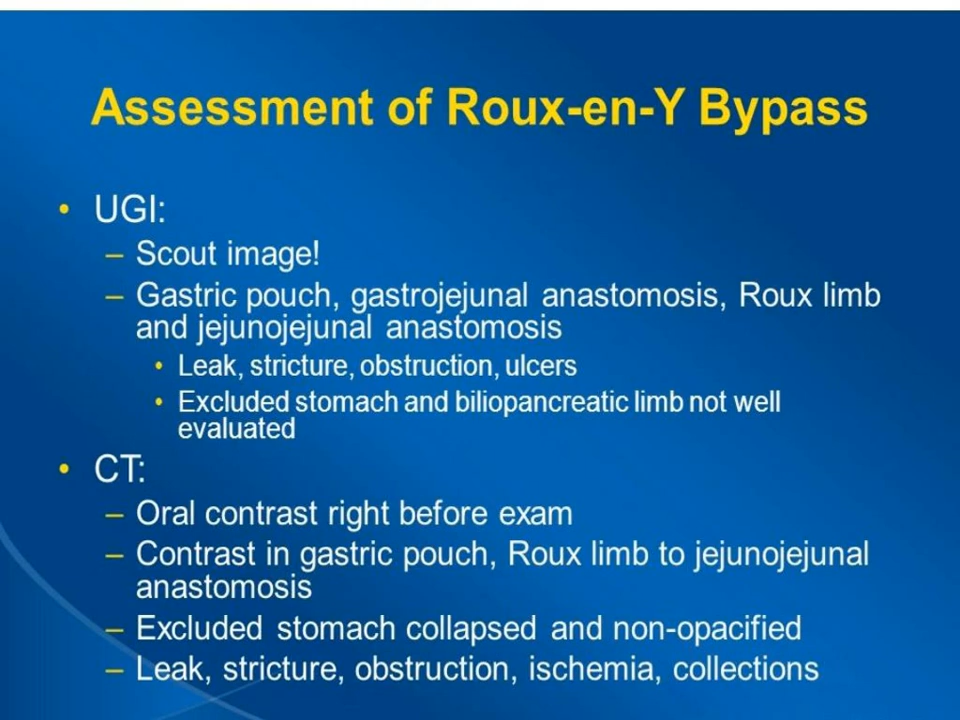 Assessment of Roux-en-Y Bypass
• UGI:
– Scout image!
– Gastric pouch, gastrojejunal anastomosis, Roux limb
and jejunojejunal anastomosis
• Leak, stricture, obstruction, ulcers
• Excluded stomach and biliopancreatic limb not well
evaluated
• CT:
– Oral contrast right before exam
– Contrast in gastric pouch, Roux limb to jejunojejunal
anastomosis
– Excluded stomach collapsed and non-opacified
– Leak, stricture, obstruction, ischemia, collections